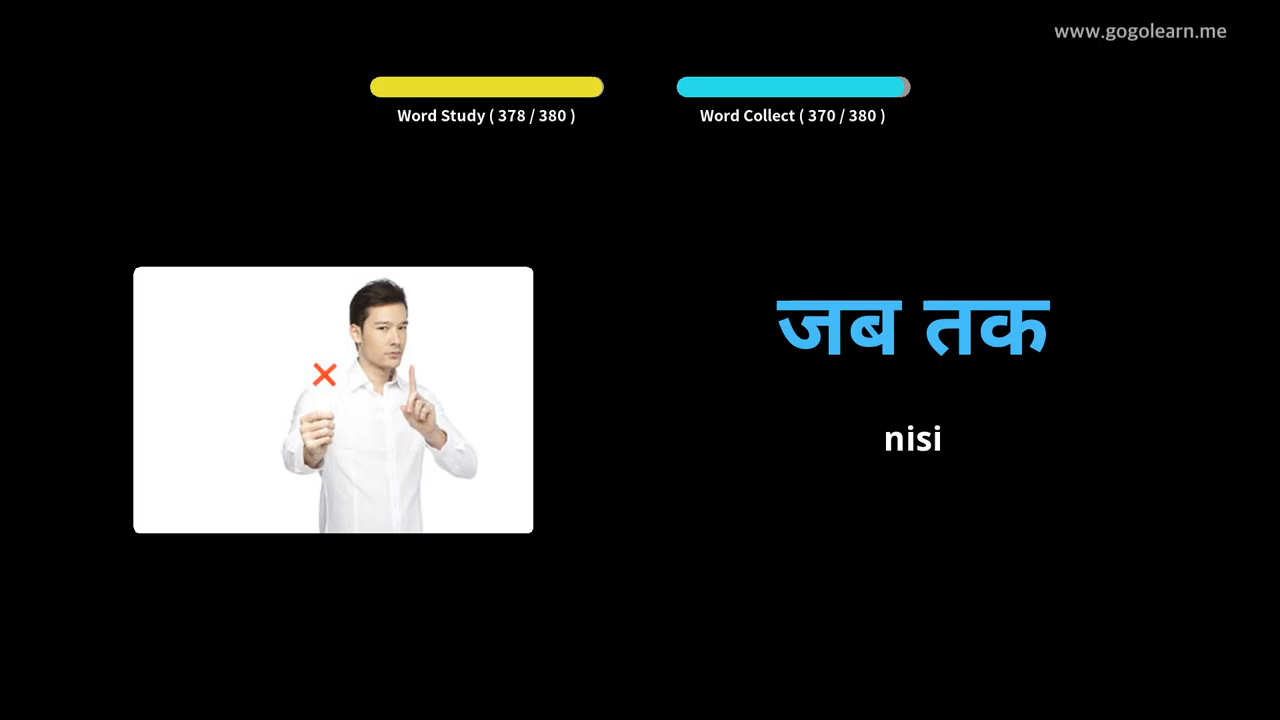 www.gogolearn.me
Word Study ( 378 / 380 )
Word Collect ( 370 / 380 )
जब तक
nisi